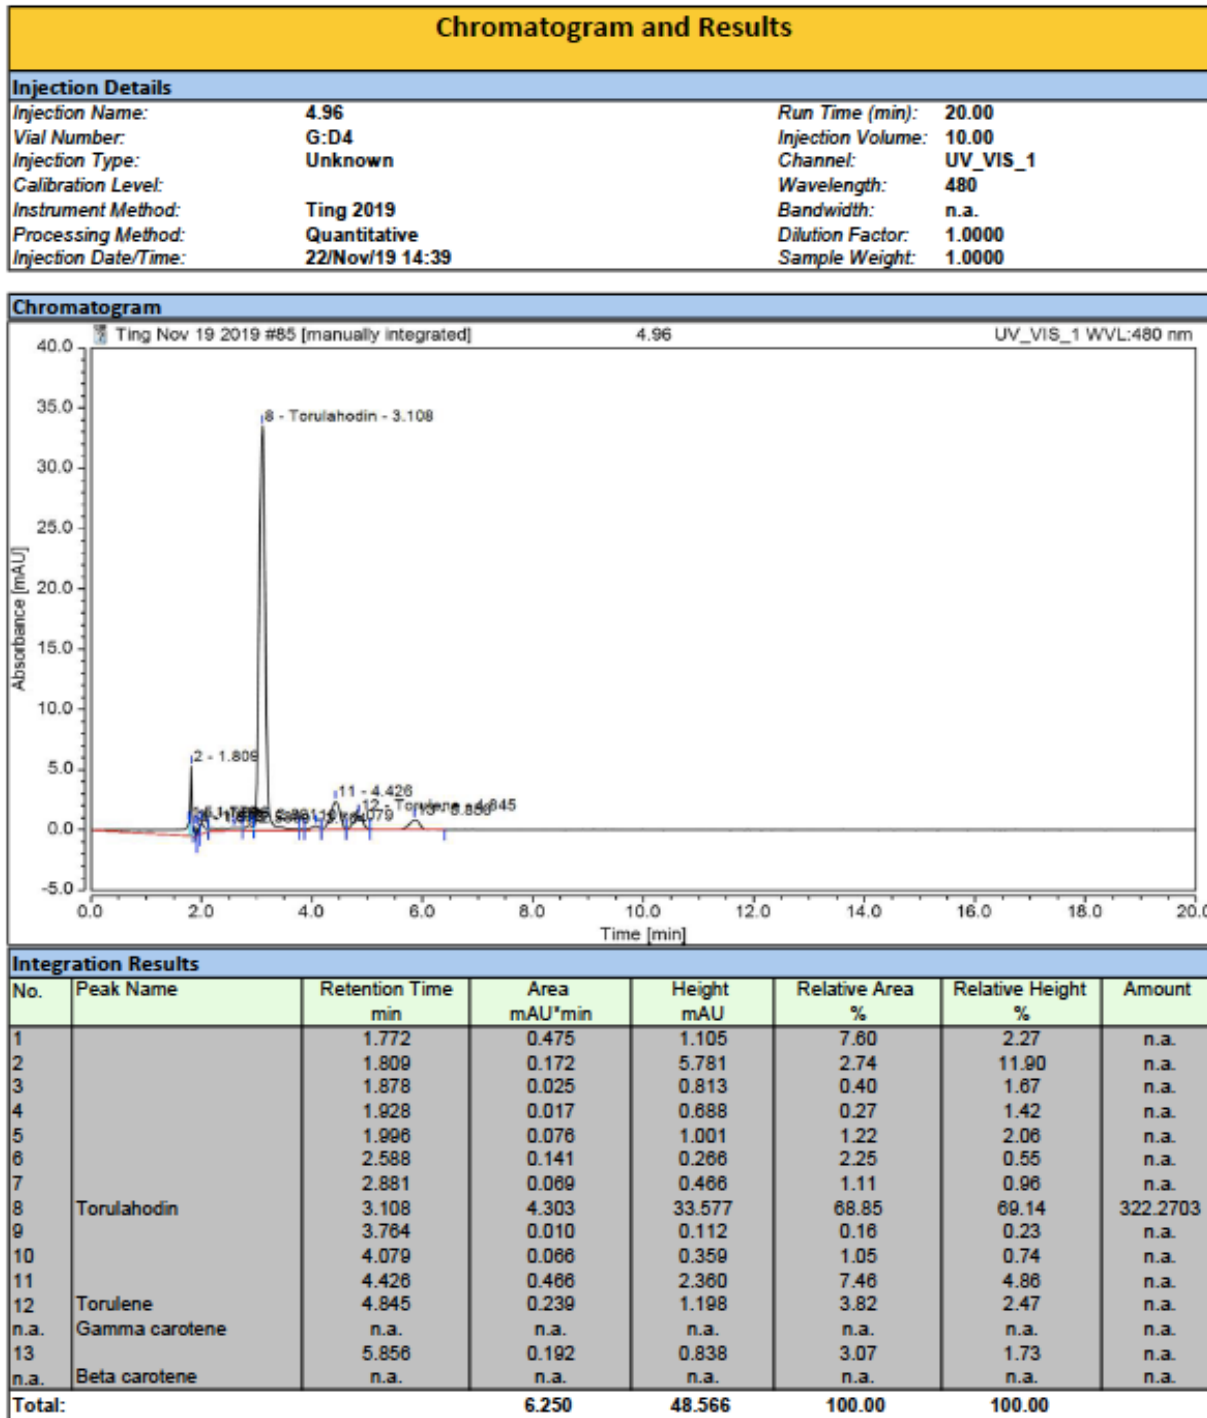 Chromatogram and Results
Injection Details
Injection Name: 4.96 Run Time (min): 20.00
Vial Number: G:D4 Injection Volume: 10.00
Injection Type: Unknown Channel: UV_VIS_1
Calibration Level: Wavelength: 480
Instrument Method: Ting 2019 Bandwidth: n.a.
Processing Method: Quantitative Dilution Factor: 1.0000
Injection Date/Time: 22/Nov/19 14:39 Sample Weight: 1.0000
Chromatogram
Ting Nov 19 2019 #85 [manually integrated] 4.96 UV_VIS_1 WVL:480 nm
40.0
35.0
8 - Torulahodin - 3.108
30.0
25.0
20.0
15.0
10.0
5.0
2 - 1.809
11 - 4.426
12 - Torulene - 4.845
0.0
-5.0
Absorbance [mAU]
0.0 2.0 4.0 6.0 8.0 10.0 12.0 14.0 16.0 18.0 20.0
Time [min]
Integration Results
No. Peak Name Retention Time Area Height Relative Area Relative Height Amount
min mAU*min mAU % %
1 1.772 0.475 1.105 7.60 2.27 n.a.
2 1.809 0.172 5.781 2.74 11.90 n.a.
3 1.878 0.025 0.813 0.40 1.67 n.a.
4 1.928 0.017 0.688 0.27 1.42 n.a.
5 1.996 0.076 1.001 1.22 2.06 n.a.
6 2.588 0.141 0.266 2.25 0.55 n.a.
7 2.881 0.069 0.466 1.11 0.96 n.a.
8 Torulahodin 3.108 4.303 33.577 68.85 69.14 322.2703
9 3.764 0.010 0.112 0.16 0.23 n.a.
10 4.079 0.066 0.359 1.05 0.74 n.a.
11 4.426 0.466 2.360 7.46 4.86 n.a.
12 Torulene 4.845 0.239 1.198 3.82 2.47 n.a.
n.a. Gamma carotene n.a. n.a. n.a. n.a. n.a. n.a.
13 5.856 0.192 0.838 3.07 1.73 n.a.
n.a. Beta carotene n.a. n.a. n.a. n.a. n.a. n.a.
Total: 6.250 48.566 100.00 100.00